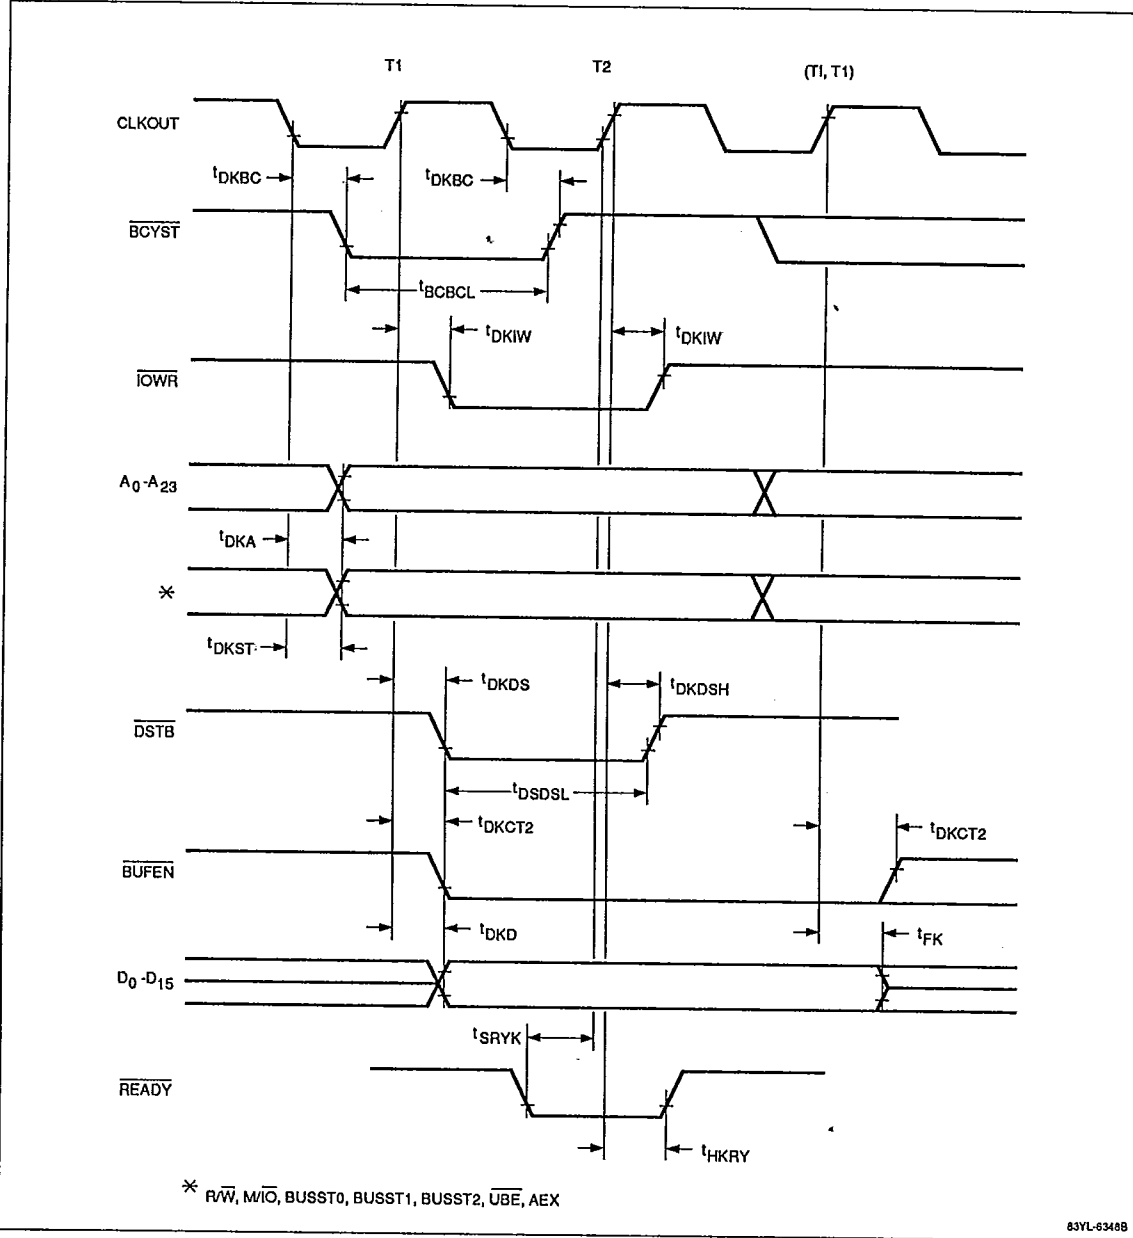 T1 T2 (TI, T1)
CLKOUT
tDKBC tDKBC
BCYST
tBCBCL
tDKIW tDKIW
IOWR
A0-A23
tDKA
*
tDKST
tDKDS tDKDSH
DSTB
tDSDSL
tDKCT2 tDKCT2
BUFEN
tDKD tFK
D0-D15
tSRYK
READY
tHKRY
* R/W, M/IO, BUSST0, BUSST1, BUSST2, UBE, AEX
83YL-6348B